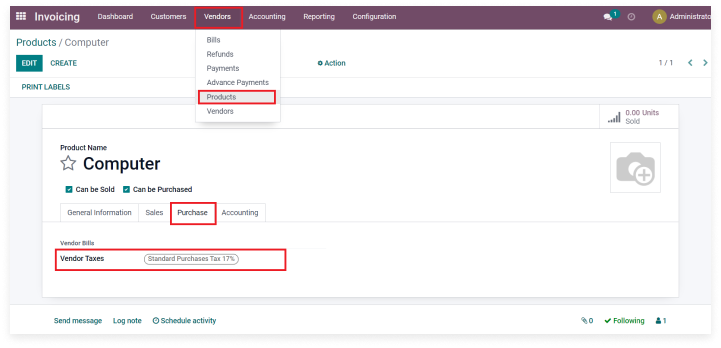 Invoicing Dashboard Customers Vendors Accounting Reporting Configuration 1 A Administrato
Products / Computer
Bills
Refunds
Payments
Advance Payments
Products
Vendors
EDIT CREATE Action 1 / 1
PRINT LABELS
0.00 Units
Sold
Product Name
Computer
Can be Sold Can be Purchased
General Information Sales Purchase Accounting
Vendor Bills
Vendor Taxes Standard Purchases Tax 17%
Send message Log note Schedule activity 0 Following 1